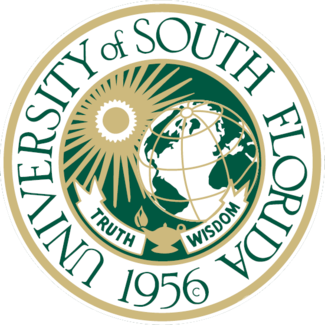 UNIVERSITY of SOUTH FLORIDA
TRUTH
WISDOM
1956
C